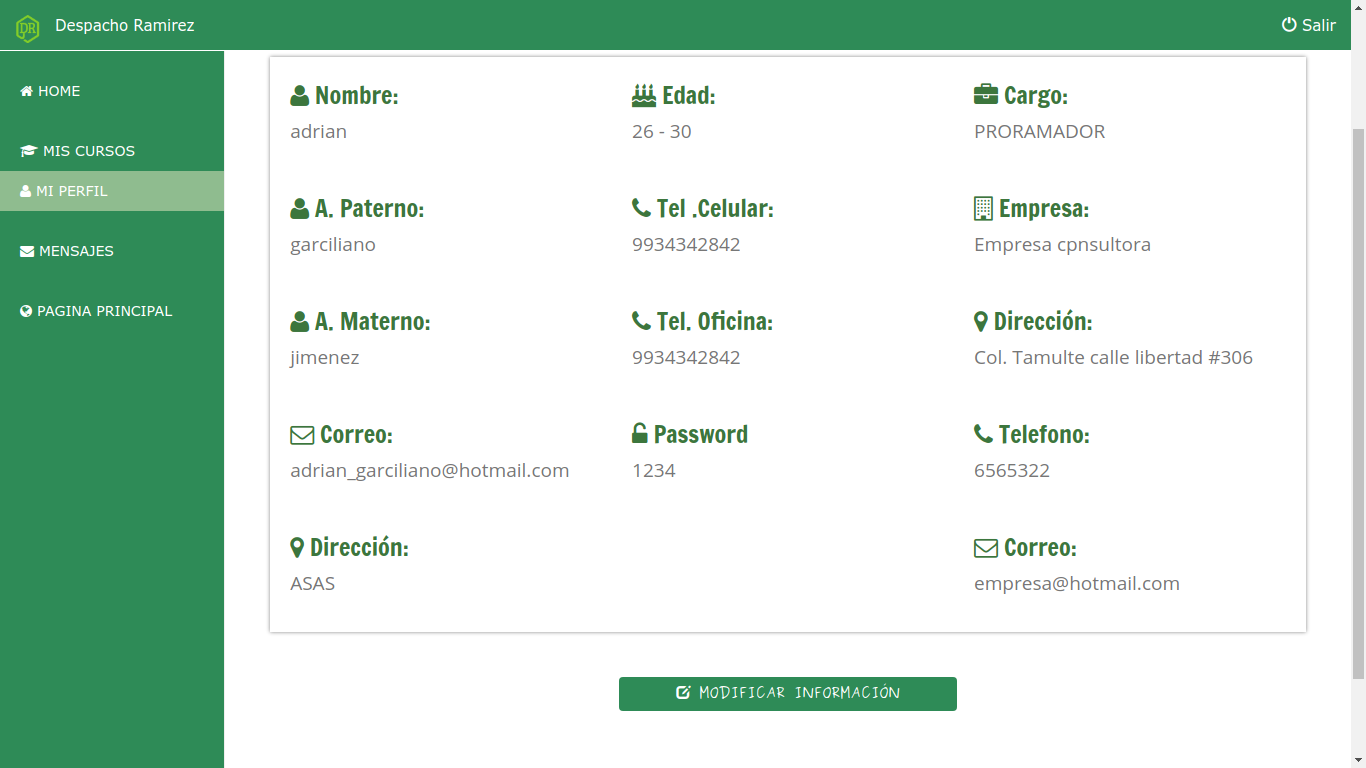 DR
Despacho Ramirez
Salir
HOME
MIS CURSOS
MI PERFIL
MENSAJES
PAGINA PRINCIPAL
Nombre:
adrian
Edad:
26 - 30
Cargo:
PRORAMADOR
A. Paterno:
garciliano
Tel .Celular:
9934342842
Empresa:
Empresa cpnsultora
A. Materno:
jimenez
Tel. Oficina:
9934342842
Dirección:
Col. Tamulte calle libertad #306
Correo:
adrian_garciliano@hotmail.com
Password
1234
Telefono:
6565322
Dirección:
ASAS
Correo:
empresa@hotmail.com
MODIFICAR INFORMACIÓN